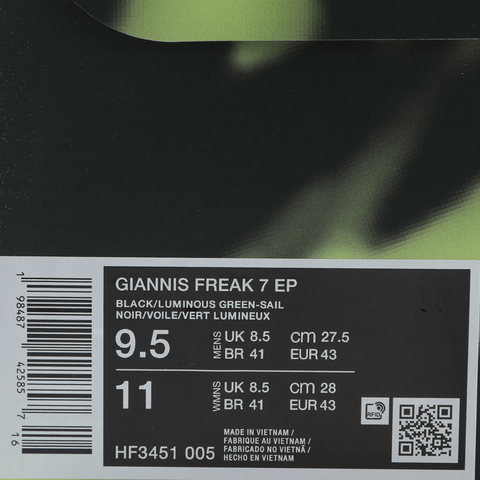 GIANNIS FREAK 7 EP
BLACK/LUMINOUS GREEN-SAIL
NOIR/VOILE/VERT LUMINEUX
9.5 MENS UK 8.5 cm 27.5
BR 41 EUR 43
11 WMNS UK 8.5 cm 28
BR 41 EUR 43
HF3451 005
MADE IN VIETNAM /
FABRIQUE AU VIETNAM /
FABRICADO NO VIETNÃ /
HECHO EN VIETNAM
RFID
1 98487 42585 7 16